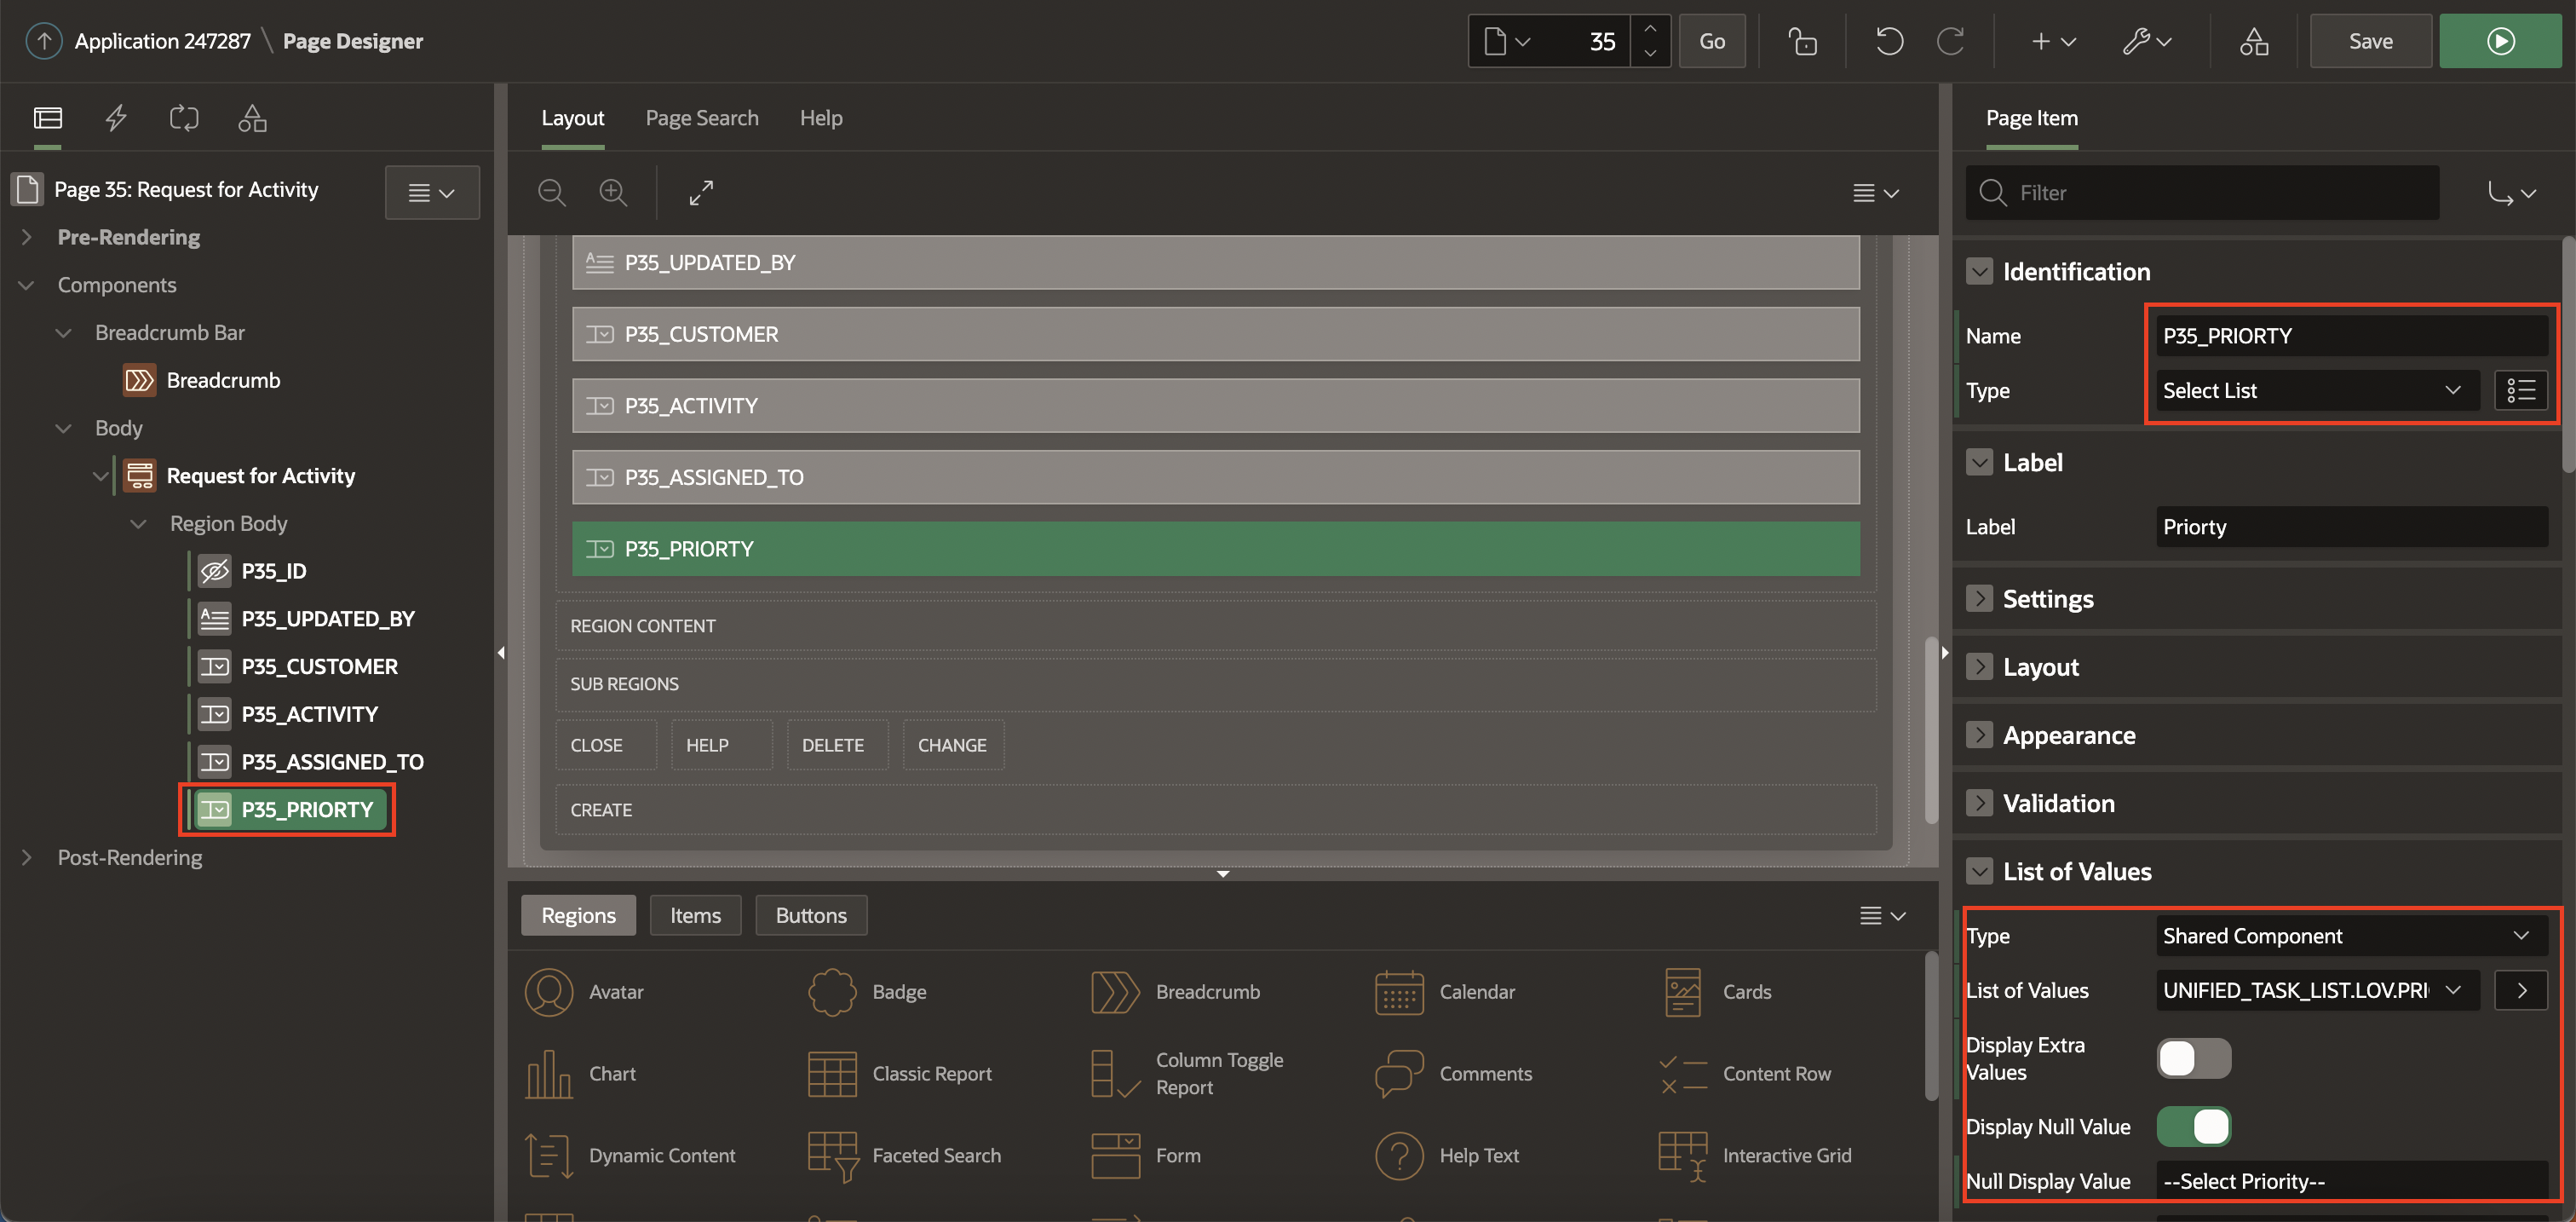 Application 247287 \ Page Designer
35
Go
Save
Page 35: Request for Activity
Pre-Rendering
Components
Breadcrumb Bar
Breadcrumb
Body
Request for Activity
Region Body
P35_ID
P35_UPDATED_BY
P35_CUSTOMER
P35_ACTIVITY
P35_ASSIGNED_TO
P35_PRIORTY
Post-Rendering
Layout Page Search Help
P35_UPDATED_BY
P35_CUSTOMER
P35_ACTIVITY
P35_ASSIGNED_TO
P35_PRIORTY
REGION CONTENT
SUB REGIONS
CLOSE HELP DELETE CHANGE
CREATE
Regions Items Buttons
Avatar Badge Breadcrumb Calendar Cards
Chart Classic Report Column Toggle Report Comments Content Row
Dynamic Content Faceted Search Form Help Text Interactive Grid
Page Item
Filter
Identification
Name P35_PRIORTY
Type Select List
Label
Label Priorty
Settings
Layout
Appearance
Validation
List of Values
Type Shared Component
List of Values UNIFIED_TASK_LIST.LOV.PRI
Display Extra
Values
Display Null Value
Null Display Value --Select Priority--